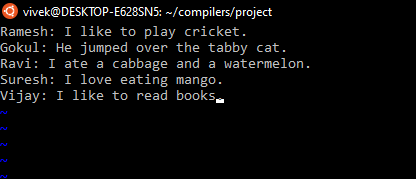 vivek@DESKTOP-E628SN5: ~/compilers/project
Ramesh: I like to play cricket.
Gokul: He jumped over the tabby cat.
Ravi: I ate a cabbage and a watermelon.
Suresh: I love eating mango.
Vijay: I like to read books.
~
~
~
~
~